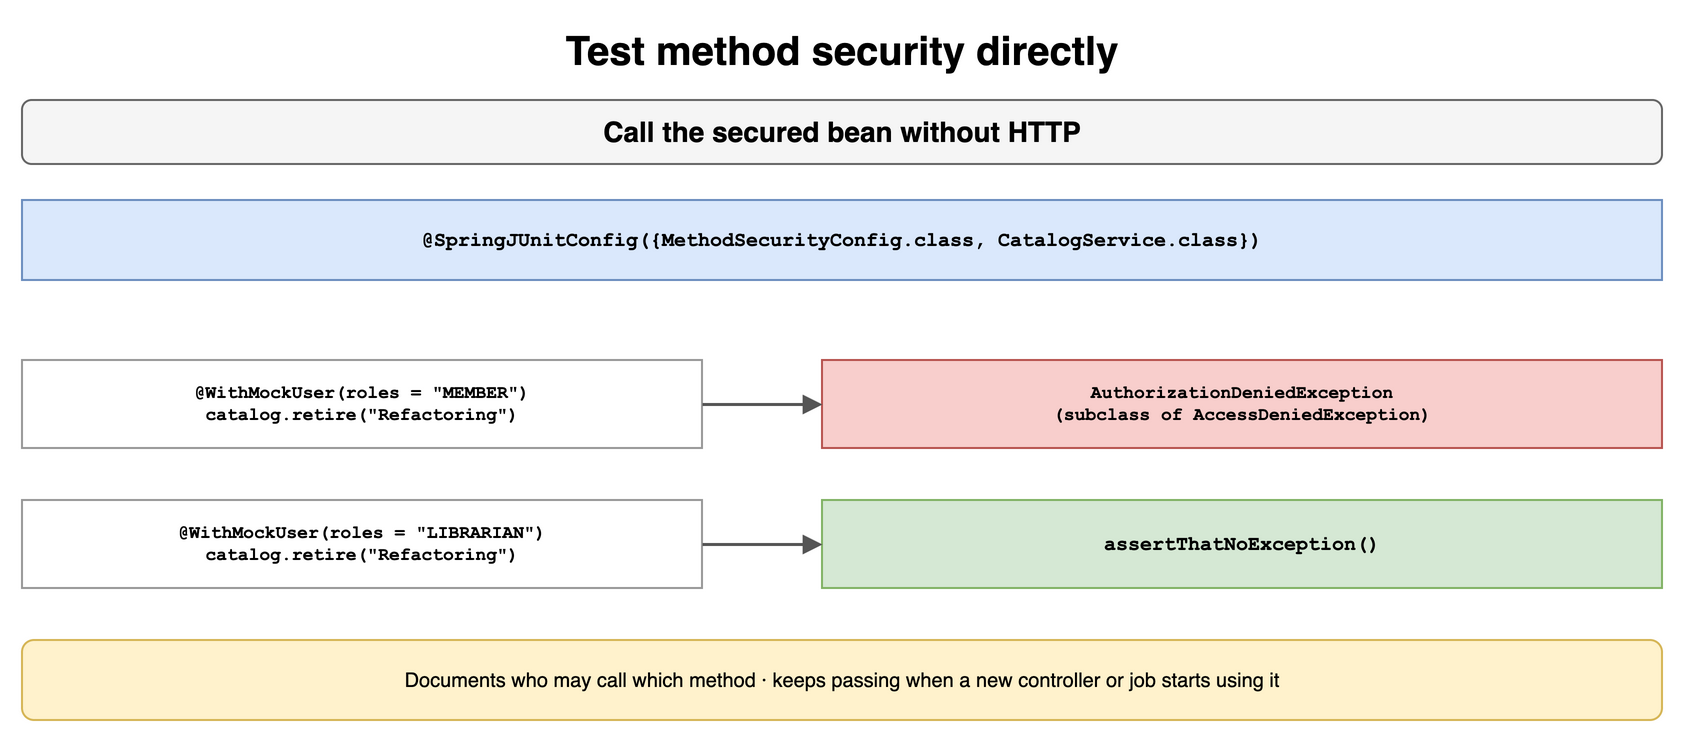 Test method security directly
Call the secured bean without HTTP
@SpringJUnitConfig({MethodSecurityConfig.class, CatalogService.class})
@WithMockUser(roles = "MEMBER")
catalog.retire("Refactoring")
AuthorizationDeniedException
(subclass of AccessDeniedException)
@WithMockUser(roles = "LIBRARIAN")
catalog.retire("Refactoring")
assertThatNoException()
Documents who may call which method · keeps passing when a new controller or job starts using it